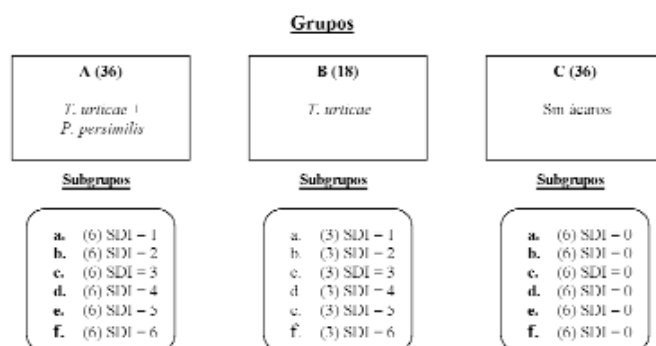 Grupos
A (36)
T. urticae +
P. persimilis
B (18)
T. urticae
C (36)
Sin ácaros
Subgrupos
a. (6) SDI = 1
b. (6) SDI = 2
c. (6) SDI = 3
d. (6) SDI = 4
e. (6) SDI = 5
f. (6) SDI = 6
Subgrupos
a. (3) SDI = 1
b. (3) SDI = 2
c. (3) SDI = 3
d. (3) SDI = 4
e. (3) SDI = 5
f. (3) SDI = 6
Subgrupos
a. (6) SDI = 0
b. (6) SDI = 0
c. (6) SDI = 0
d. (6) SDI = 0
e. (6) SDI = 0
f. (6) SDI = 0